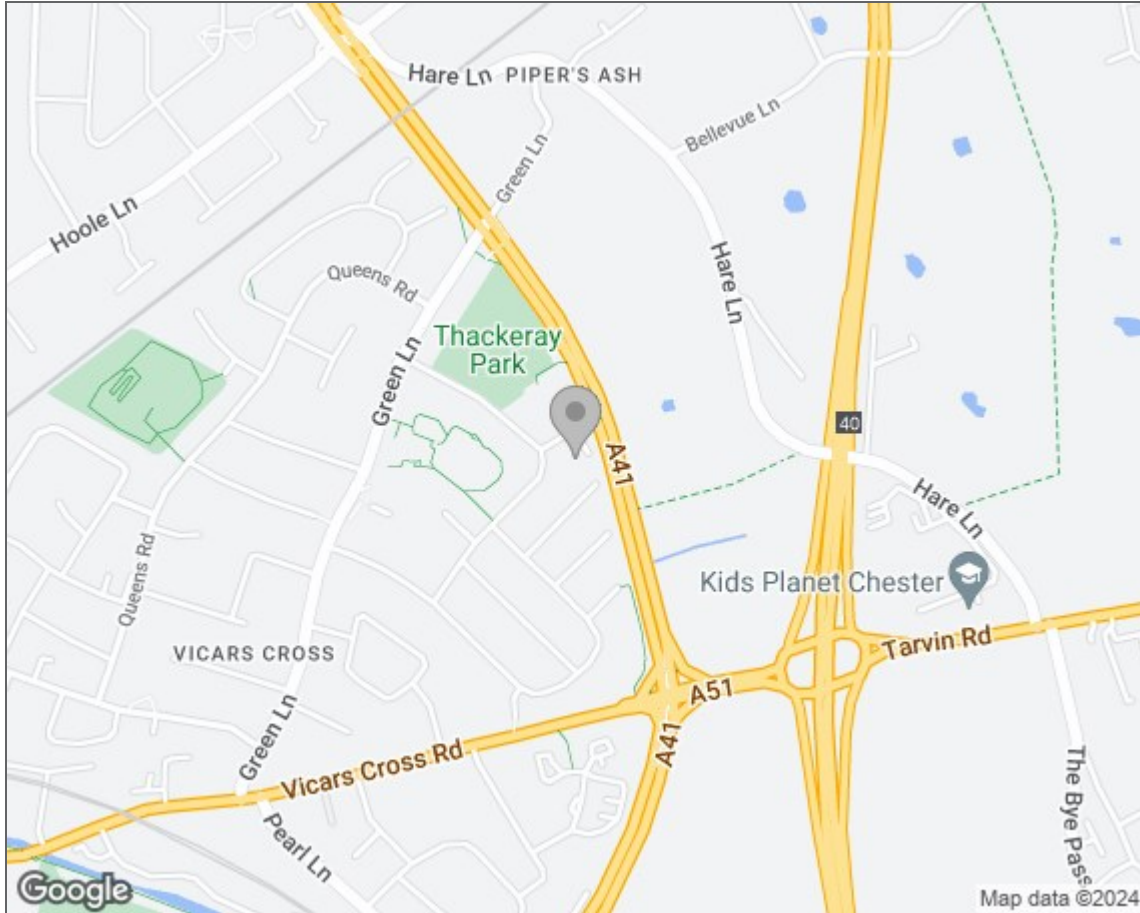 Hare Ln
PIPER'S ASH
Bellevue Ln
Green Ln
Hoole Ln
Queens Rd
Hare Ln
Thackeray
Park
Green Ln
40
A41
Hare Ln
Queens Rd
Kids Planet Chester
Tarvin Rd
VICARS CROSS
A51
A41
Green Ln
Vicars Cross Rd
The Bye Pass
Pearl Ln
Google
Map data ©2024